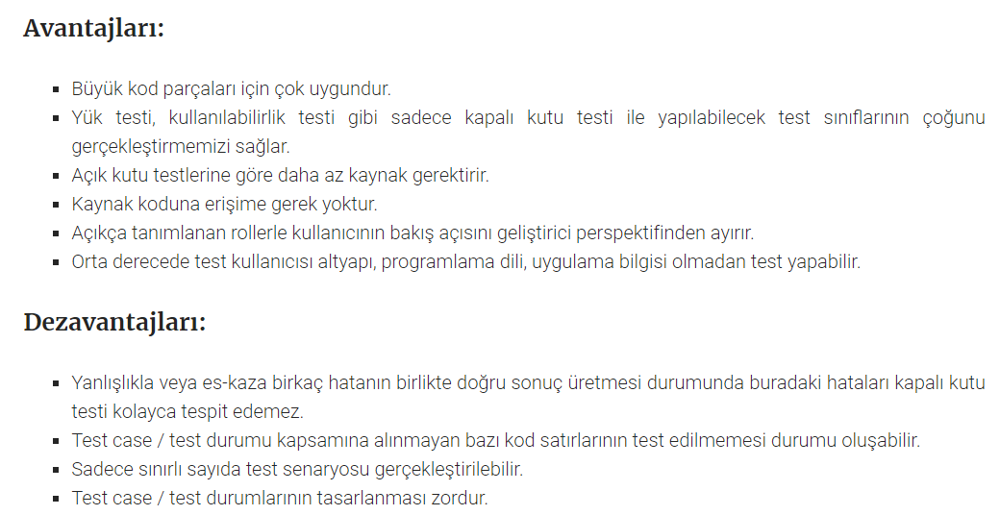 Avantajları:
▪ Büyük kod parçaları için çok uygundur.
▪ Yük testi, kullanılabilirlik testi gibi sadece kapalı kutu testi ile yapılabilecek test sınıflarının çoğunu
gerçekleştirmemizi sağlar.
▪ Açık kutu testlerine göre daha az kaynak gerektirir.
▪ Kaynak koduna erişime gerek yoktur.
▪ Açıkça tanımlanan rollerle kullanıcının bakış açısını geliştirici perspektifinden ayırır.
▪ Orta derecede test kullanıcısı altyapı, programlama dili, uygulama bilgisi olmadan test yapabilir.
Dezavantajları:
▪ Yanlışlıkla veya es-kaza birkaç hatanın birlikte doğru sonuç üretmesi durumunda buradaki hataları kapalı kutu
testi kolayca tespit edemez.
▪ Test case / test durumu kapsamına alınmayan bazı kod satırlarının test edilmemesi durumu oluşabilir.
▪ Sadece sınırlı sayıda test senaryosu gerçekleştirilebilir.
▪ Test case / test durumlarının tasarlanması zordur.